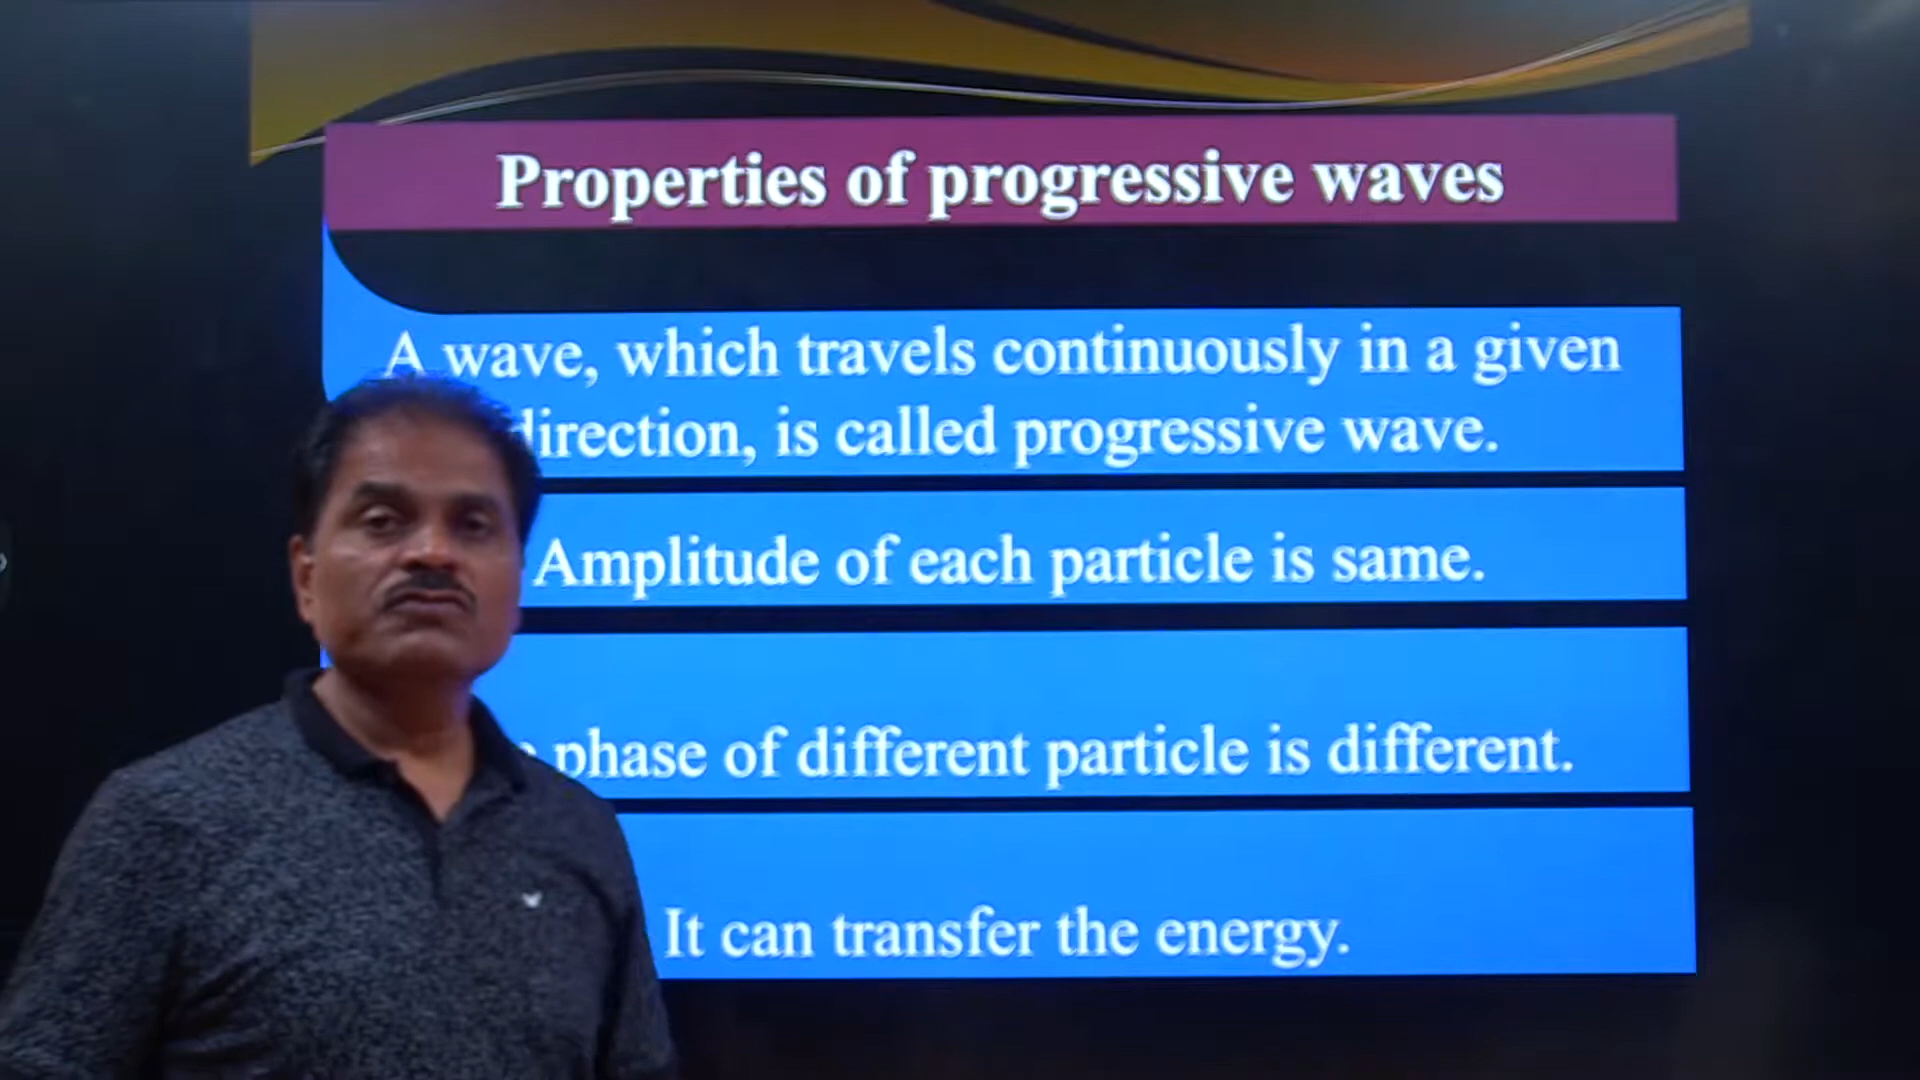 Properties of progressive waves
A wave, which travels continuously in a given
direction, is called progressive wave.
Amplitude of each particle is same.
phase of different particle is different.
It can transfer the energy.